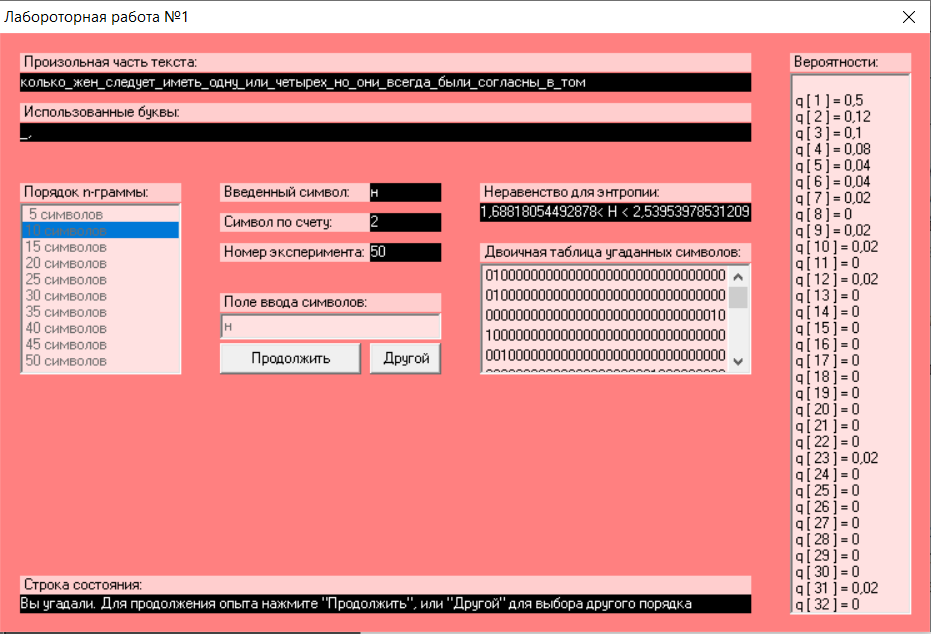 Лабороторная работа №1
Произольная часть текста:
колько_жен_следует_иметь_одну_или_четырех_но_они_всегда_были_согласны_в_том
Использованные буквы:
_,
Порядок n-граммы:
5 символов
10 символов
15 символов
20 символов
25 символов
30 символов
35 символов
40 символов
45 символов
50 символов
Введенный символ: н
Символ по счету: 2
Номер эксперимента: 50
Поле ввода символов:
н
Продолжить
Другой
Неравенство для энтропии:
1,68818054492878< H < 2,53953978531209
Двоичная таблица угаданных символов:
01000000000000000000000000000000
01000000000000000000000000000000
00000000000000000000000000000010
10000000000000000000000000000000
00100000000000000000000000000000
Вероятности:
q [ 1 ] = 0,5
q [ 2 ] = 0,12
q [ 3 ] = 0,1
q [ 4 ] = 0,08
q [ 5 ] = 0,04
q [ 6 ] = 0,04
q [ 7 ] = 0,02
q [ 8 ] = 0
q [ 9 ] = 0,02
q [ 10 ] = 0,02
q [ 11 ] = 0
q [ 12 ] = 0,02
q [ 13 ] = 0
q [ 14 ] = 0
q [ 15 ] = 0
q [ 16 ] = 0
q [ 17 ] = 0
q [ 18 ] = 0
q [ 19 ] = 0
q [ 20 ] = 0
q [ 21 ] = 0
q [ 22 ] = 0
q [ 23 ] = 0,02
q [ 24 ] = 0
q [ 25 ] = 0
q [ 26 ] = 0
q [ 27 ] = 0
q [ 28 ] = 0
q [ 29 ] = 0
q [ 30 ] = 0
q [ 31 ] = 0,02
q [ 32 ] = 0
Строка состояния:
Вы угадали. Для продолжения опыта нажмите "Продолжить", или "Другой" для выбора другого порядка